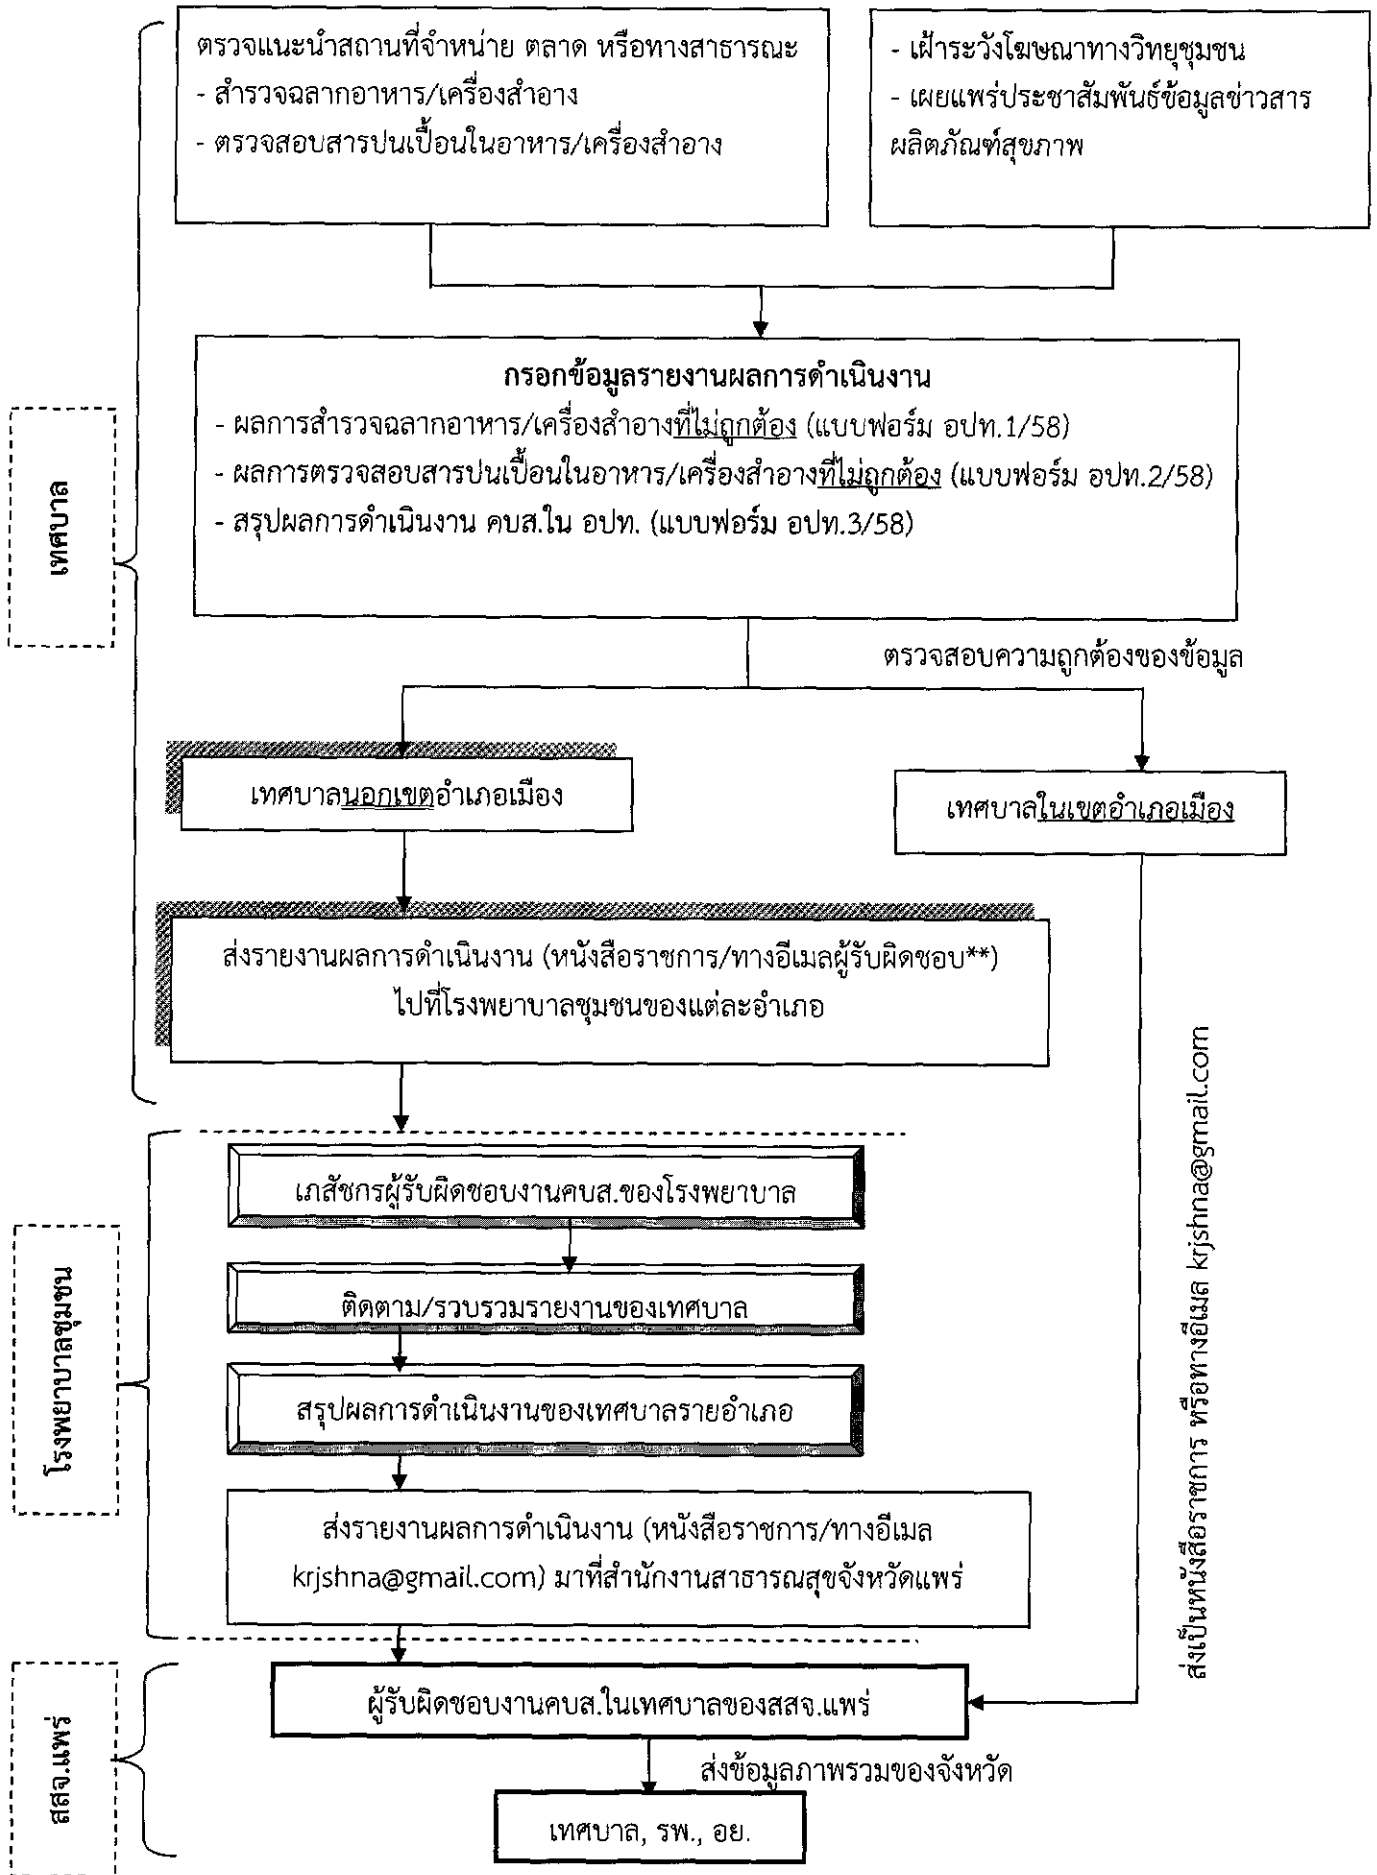 ตรวจแนะนำสถานที่จำหน่าย ตลาด หรือทางสาธารณะ
- สำรวจฉลากอาหาร/เครื่องสำอาง
- ตรวจสอบสารปนเปื้อนในอาหาร/เครื่องสำอาง
- เฝ้าระวังโฆษณาทางวิทยุชุมชน
- เผยแพร่ประชาสัมพันธ์ข้อมูลข่าวสาร
ผลิตภัณฑ์สุขภาพ
เทศบาล
กรอกข้อมูลรายงานผลการดำเนินงาน
- ผลการสำรวจฉลากอาหาร/เครื่องสำอางที่ไม่ถูกต้อง (แบบฟอร์ม อปท.1/58)
- ผลการตรวจสอบสารปนเปื้อนในอาหาร/เครื่องสำอางที่ไม่ถูกต้อง (แบบฟอร์ม อปท.2/58)
- สรุปผลการดำเนินงาน คบส.ใน อปท. (แบบฟอร์ม อปท.3/58)
ตรวจสอบความถูกต้องของข้อมูล
เทศบาลนอกเขตอำเภอเมือง
เทศบาลในเขตอำเภอเมือง
ส่งรายงานผลการดำเนินงาน (หนังสือราชการ/ทางอีเมลผู้รับผิดชอบ**)
ไปที่โรงพยาบาลชุมชนของแต่ละอำเภอ
ส่งเป็นหนังสือราชการ หรือทางอีเมล krjshna@gmail.com
โรงพยาบาลชุมชน
เภสัชกรผู้รับผิดชอบงานคบส.ของโรงพยาบาล
ติดตาม/รวบรวมรายงานของเทศบาล
สรุปผลการดำเนินงานของเทศบาลรายอำเภอ
ส่งรายงานผลการดำเนินงาน (หนังสือราชการ/ทางอีเมล
krjshna@gmail.com) มาที่สำนักงานสาธารณสุขจังหวัดแพร่
สสจ.แพร่
ผู้รับผิดชอบงานคบส.ในเทศบาลของสสจ.แพร่
ส่งข้อมูลภาพรวมของจังหวัด
เทศบาล, รพ., อย.